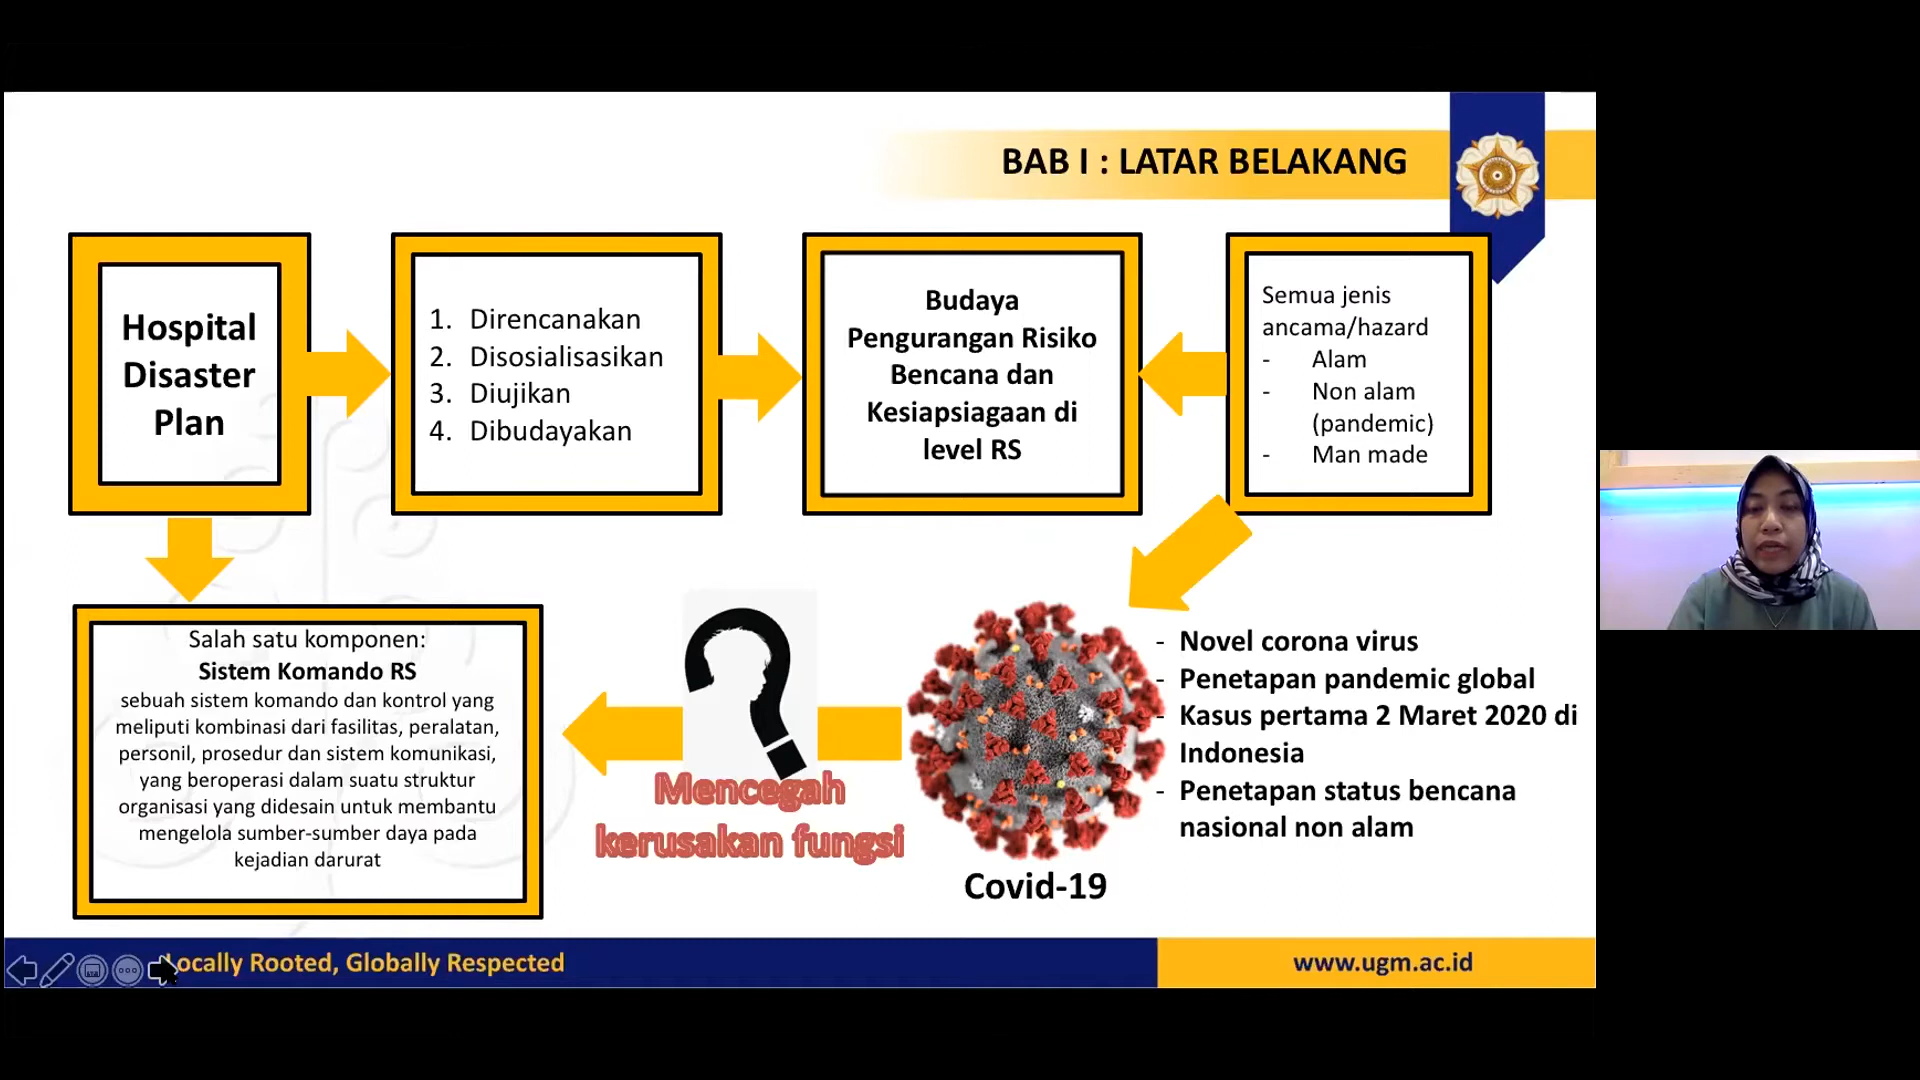 BAB I : LATAR BELAKANG
Hospital
Disaster
Plan
1. Direncanakan
2. Disosialisasikan
3. Diujikan
4. Dibudayakan
Budaya
Pengurangan Risiko
Bencana dan
Kesiapsiagaan di
level RS
Semua jenis
ancama/hazard
- Alam
- Non alam
(pandemic)
- Man made
Salah satu komponen:
Sistem Komando RS
sebuah sistem komando dan kontrol yang
meliputi kombinasi dari fasilitas, peralatan,
personil, prosedur dan sistem komunikasi,
yang beroperasi dalam suatu struktur
organisasi yang didesain untuk membantu
mengelola sumber-sumber daya pada
kejadian darurat
Mencegah
kerusakan fungsi
Covid-19
- Novel corona virus
- Penetapan pandemic global
- Kasus pertama 2 Maret 2020 di
Indonesia
- Penetapan status bencana
nasional non alam
Locally Rooted, Globally Respected
www.ugm.ac.id